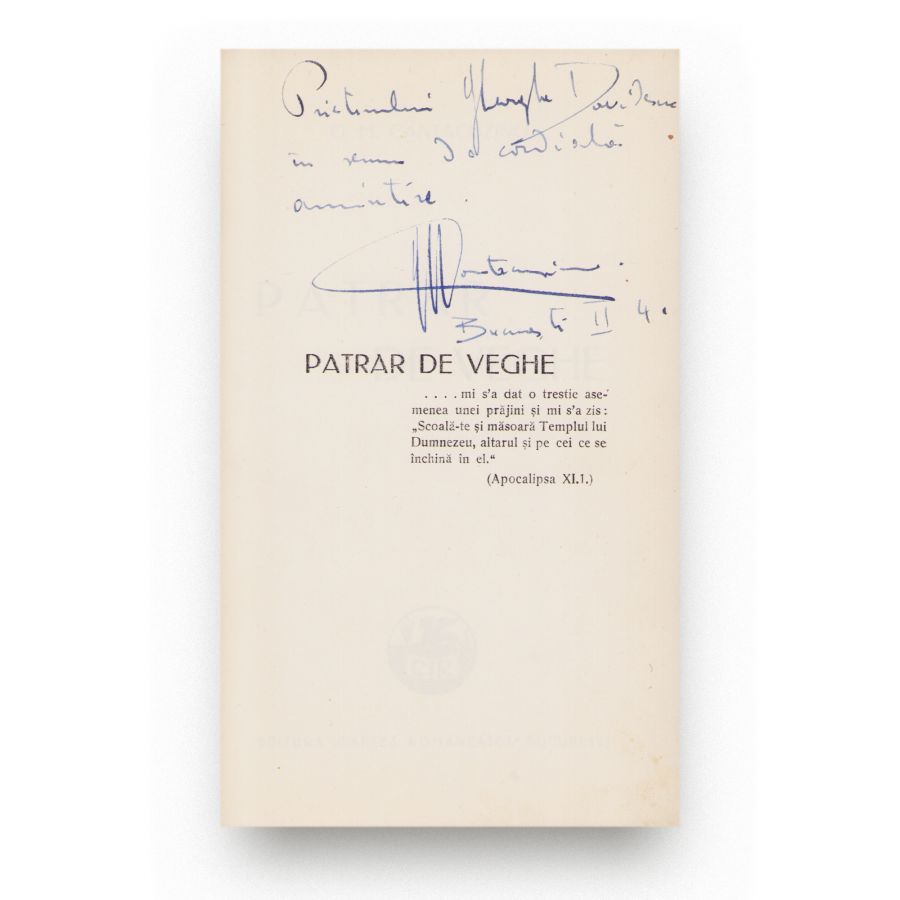 Prietenului Gheorghe Davidescu
în semn de cordială
amintire.
București II 4.
PATRAR DE VEGHE
. . . . mi s'a dat o trestie ase-
menea unei prăjini și mi s'a zis :
„Scoală-te și măsoară Templul lui
Dumnezeu, altarul și pe cei ce se
închină în el.“
(Apocalipsa XI.1.)